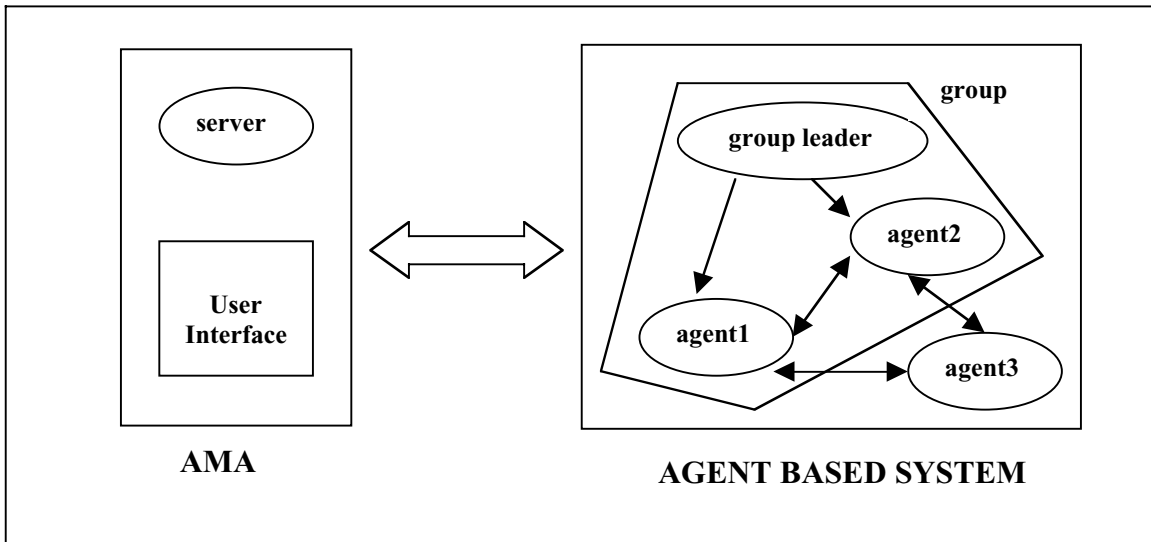 server
User
Interface
AMA
group
group leader
agent2
agent1
agent3
AGENT BASED SYSTEM